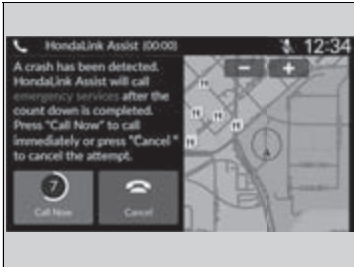 HondaLink Assist (00:00)
12:34
A crash has been detected.
HondaLink Assist will call
emergency services after the
count down is completed.
Press "Call Now" to call
immediately or press "Cancel"
to cancel the attempt.
7
Call Now
Cancel